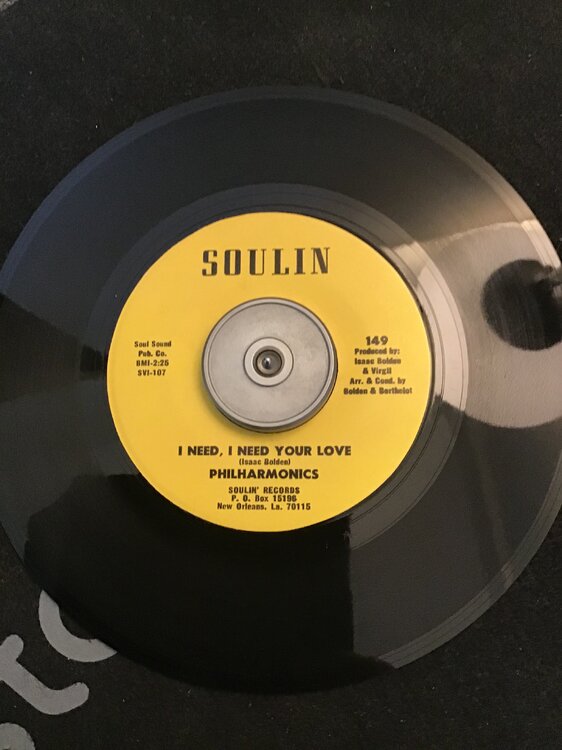 SOULIN
Soul Sound
Pub. Co.
BMI-2:25
SVI-107
149
Produced by:
Isaac Bolden
& Virgil
Arr. & Cond. by
Bolden & Berthelot
I NEED, I NEED YOUR LOVE
(Isaac Bolden)
PHILHARMONICS
SOULIN' RECORDS
P. O. Box 15196
New Orleans, La. 70115